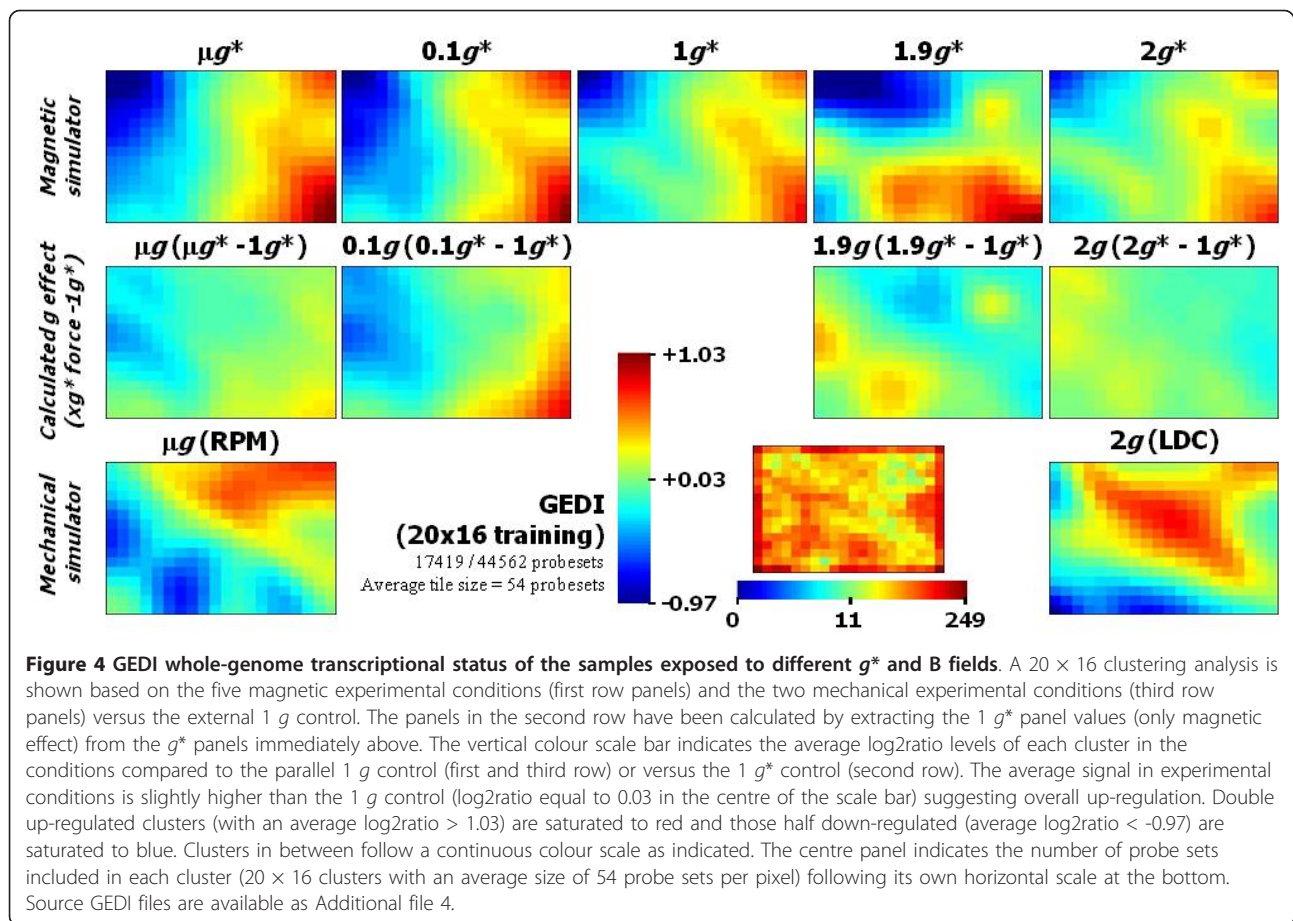 μg* 0.1g* 1g* 1.9g* 2g*
Magnetic
simulator
μg (μg* -1g*) 0.1g (0.1g* - 1g*) 1.9g (1.9g* - 1g*) 2g (2g* - 1g*)
Calculated g effect
(xg* force -1g*)
+1.03
+0.03
-0.97
μg (RPM) 2g (LDC)
Mechanical
simulator
GEDI
(20x16 training)
17419 / 44562 probesets
Average tile size = 54 probesets
0 11 249
Figure 4 GEDI whole-genome transcriptional status of the samples exposed to different g* and B fields. A 20 × 16 clustering analysis is
shown based on the five magnetic experimental conditions (first row panels) and the two mechanical experimental conditions (third row
panels) versus the external 1 g control. The panels in the second row have been calculated by extracting the 1 g* panel values (only magnetic
effect) from the g* panels immediately above. The vertical colour scale bar indicates the average log2ratio levels of each cluster in the
conditions compared to the parallel 1 g control (first and third row) or versus the 1 g* control (second row). The average signal in experimental
conditions is slightly higher than the 1 g control (log2ratio equal to 0.03 in the centre of the scale bar) suggesting overall up-regulation. Double
up-regulated clusters (with an average log2ratio > 1.03) are saturated to red and those half down-regulated (average log2ratio < -0.97) are
saturated to blue. Clusters in between follow a continuous colour scale as indicated. The centre panel indicates the number of probe sets
included in each cluster (20 × 16 clusters with an average size of 54 probe sets per pixel) following its own horizontal scale at the bottom.
Source GEDI files are available as Additional file 4.